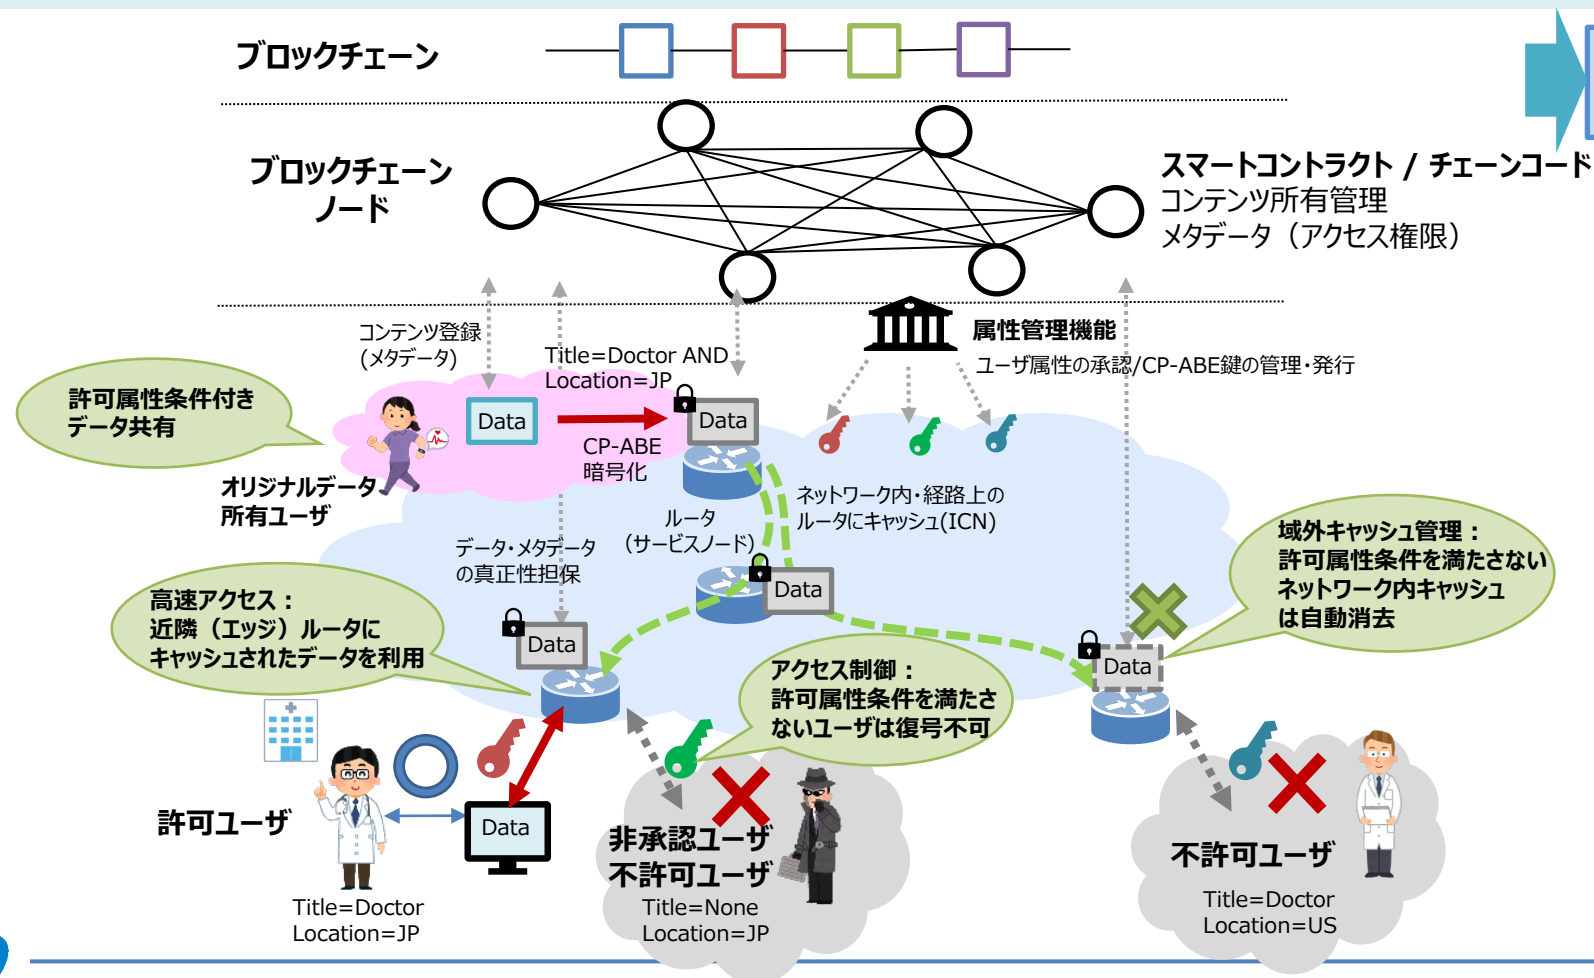 ブロックチェーン
ブロックチェーン
ノード
スマートコントラクト / チェーンコード
コンテンツ所有管理
メタデータ（アクセス権限）
コンテンツ登録
(メタデータ)
Title=Doctor AND
Location=JP
属性管理機能
ユーザ属性の承認/CP-ABE鍵の管理・発行
許可属性条件付き
データ共有
Data
Data
CP-ABE
暗号化
オリジナルデータ
所有ユーザ
ネットワーク内・経路上の
ルータにキャッシュ(ICN)
ルータ
（サービスノード）
データ・メタデータ
の真正性担保
域外キャッシュ管理：
許可属性条件を満たさない
ネットワーク内キャッシュ
は自動消去
Data
高速アクセス：
近隣（エッジ）ルータに
キャッシュされたデータを利用
Data
Data
アクセス制御：
許可属性条件を満たさ
ないユーザは復号不可
許可ユーザ
Data
Title=Doctor
Location=JP
非承認ユーザ
不許可ユーザ
Title=None
Location=JP
不許可ユーザ
Title=Doctor
Location=US